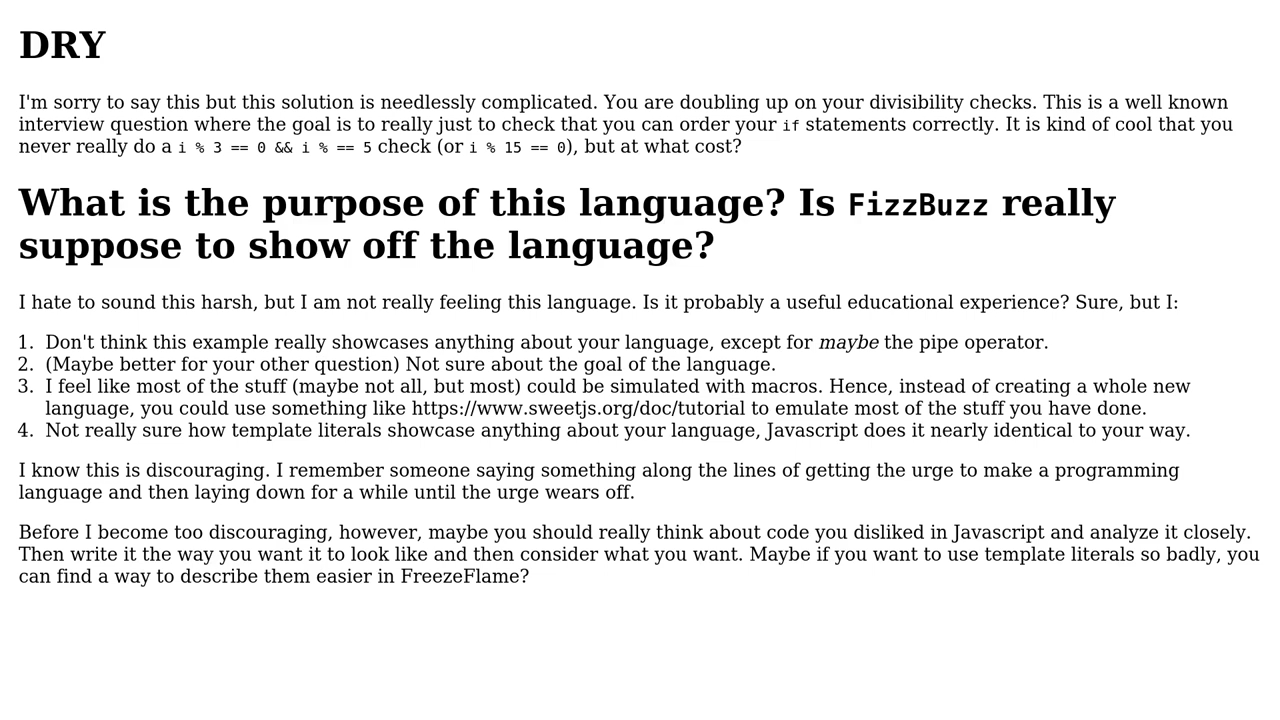 DRY
I'm sorry to say this but this solution is needlessly complicated. You are doubling up on your divisibility checks. This is a well known
interview question where the goal is to really just to check that you can order your if statements correctly. It is kind of cool that you
never really do a i % 3 == 0 && i % == 5 check (or i % 15 == 0), but at what cost?
What is the purpose of this language? Is FizzBuzz really
suppose to show off the language?
I hate to sound this harsh, but I am not really feeling this language. Is it probably a useful educational experience? Sure, but I:
1. Don't think this example really showcases anything about your language, except for maybe the pipe operator.
2. (Maybe better for your other question) Not sure about the goal of the language.
3. I feel like most of the stuff (maybe not all, but most) could be simulated with macros. Hence, instead of creating a whole new
language, you could use something like https://www.sweetjs.org/doc/tutorial to emulate most of the stuff you have done.
4. Not really sure how template literals showcase anything about your language, Javascript does it nearly identical to your way.
I know this is discouraging. I remember someone saying something along the lines of getting the urge to make a programming
language and then laying down for a while until the urge wears off.
Before I become too discouraging, however, maybe you should really think about code you disliked in Javascript and analyze it closely.
Then write it the way you want it to look like and then consider what you want. Maybe if you want to use template literals so badly, you
can find a way to describe them easier in FreezeFlame?